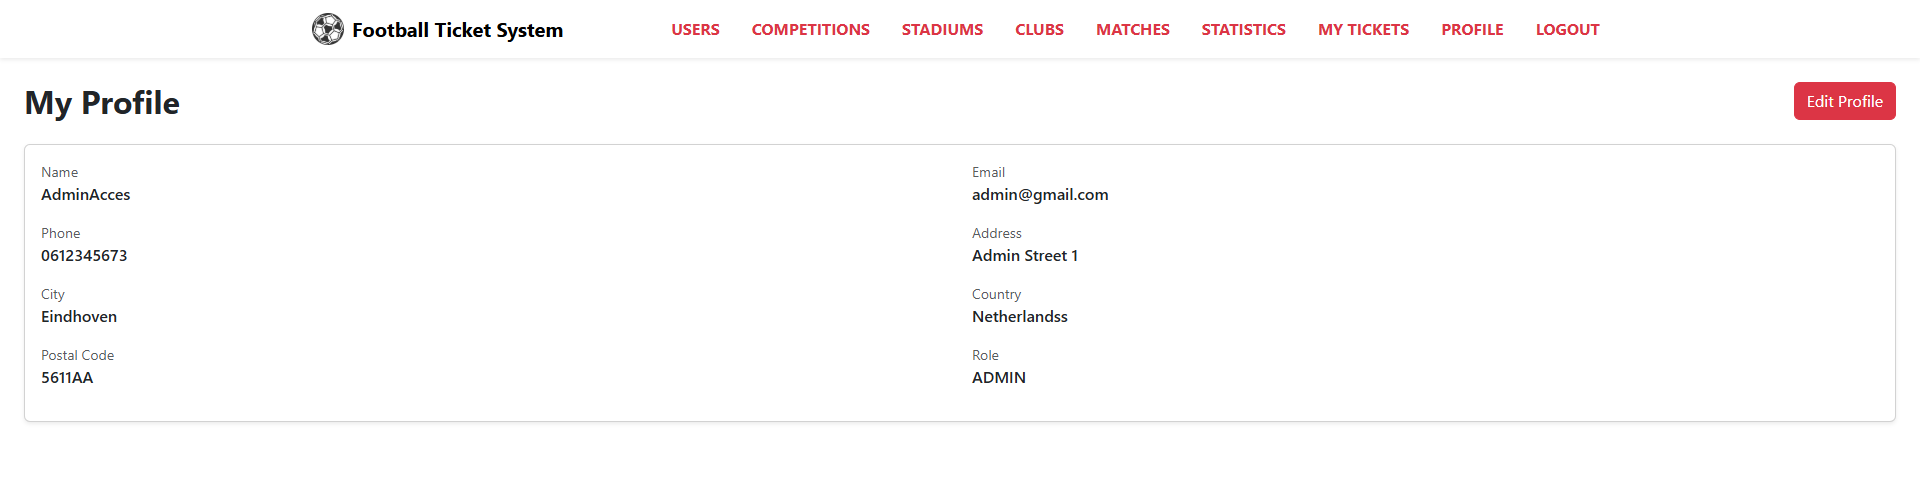 Football Ticket System USERS COMPETITIONS STADIUMS CLUBS MATCHES STATISTICS MY TICKETS PROFILE LOGOUT
My Profile Edit Profile
Name Email
AdminAcces admin@gmail.com
Phone Address
0612345673 Admin Street 1
City Country
Eindhoven Netherlandss
Postal Code Role
5611AA ADMIN